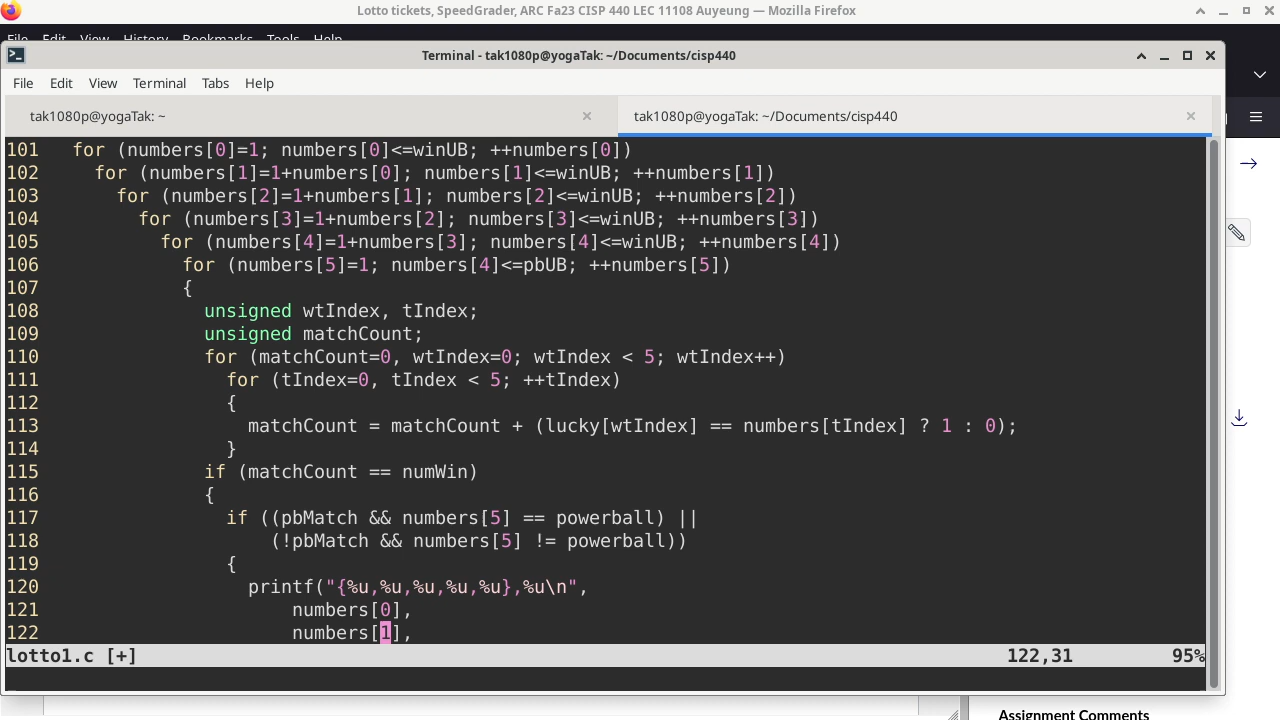 Lotto tickets, SpeedGrader, ARC Fa23 CISP 440 LEC 11108 Auyeung — Mozilla Firefox
File Edit View History Bookmarks Tools Help
Terminal - tak1080p@yogaTak: ~/Documents/cisp440
File Edit View Terminal Tabs Help
tak1080p@yogaTak: ~
tak1080p@yogaTak: ~/Documents/cisp440
101   for (numbers[0]=1; numbers[0]<=winUB; ++numbers[0])
102     for (numbers[1]=1+numbers[0]; numbers[1]<=winUB; ++numbers[1])
103       for (numbers[2]=1+numbers[1]; numbers[2]<=winUB; ++numbers[2])
104         for (numbers[3]=1+numbers[2]; numbers[3]<=winUB; ++numbers[3])
105           for (numbers[4]=1+numbers[3]; numbers[4]<=winUB; ++numbers[4])
106             for (numbers[5]=1; numbers[4]<=pbUB; ++numbers[5])
107             {
108               unsigned wtIndex, tIndex;
109               unsigned matchCount;
110               for (matchCount=0, wtIndex=0; wtIndex < 5; wtIndex++)
111                 for (tIndex=0, tIndex < 5; ++tIndex)
112                 {
113                   matchCount = matchCount + (lucky[wtIndex] == numbers[tIndex] ? 1 : 0);
114                 }
115               if (matchCount == numWin)
116               {
117                 if ((pbMatch && numbers[5] == powerball) ||
118                     (!pbMatch && numbers[5] != powerball))
119                 {
120                   printf("{%u,%u,%u,%u,%u},%u\n",
121                       numbers[0],
122                       numbers[1],
lotto1.c [+] 122,31 95%
Assignment Comments